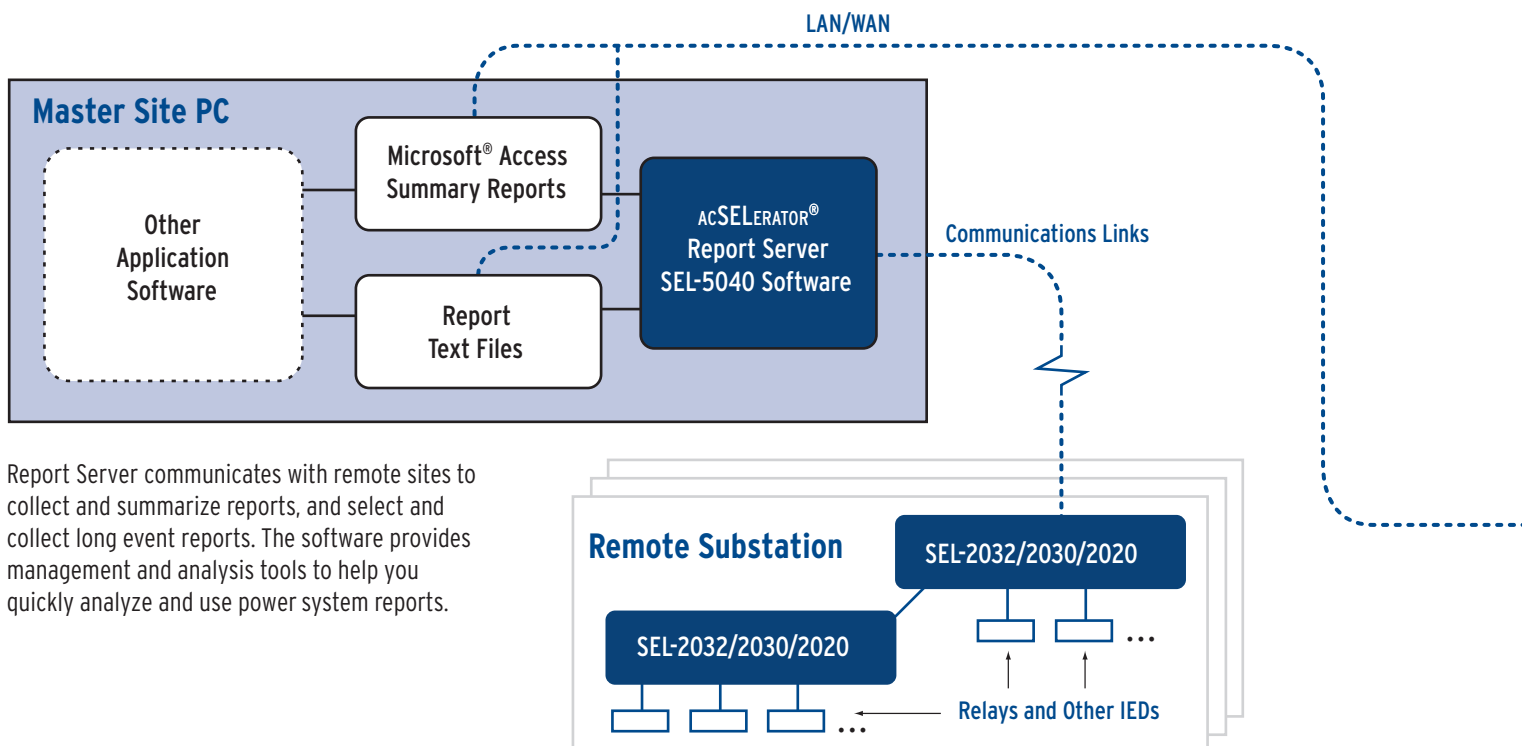 LAN/WAN
Master Site PC
Other
Application
Software
Microsoft® Access
Summary Reports
Report
Text Files
ACSELERATOR®
Report Server
SEL-5040 Software
Communications Links
Report Server communicates with remote sites to
collect and summarize reports, and select and
collect long event reports. The software provides
management and analysis tools to help you
quickly analyze and use power system reports.
Remote Substation
SEL-2032/2030/2020
...
SEL-2032/2030/2020
...
Relays and Other IEDs